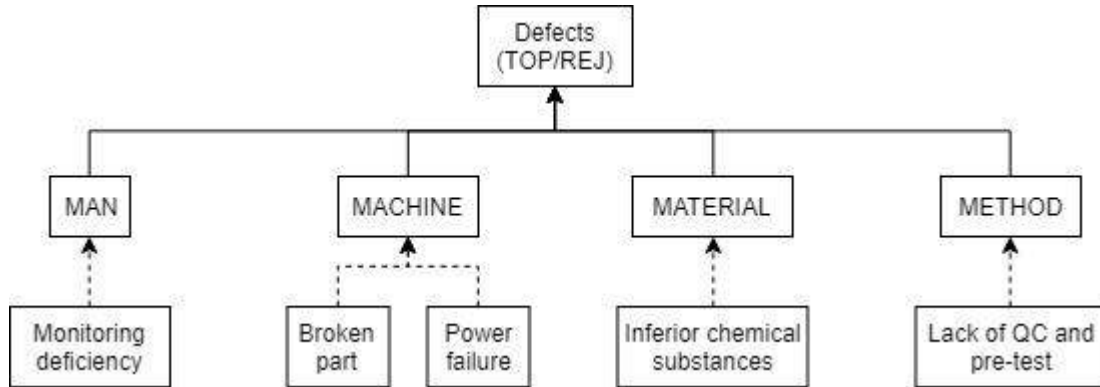 Defects
(TOP/REJ)
MAN
MACHINE
MATERIAL
METHOD
Monitoring
deficiency
Broken
part
Power
failure
Inferior chemical
substances
Lack of QC and
pre-test